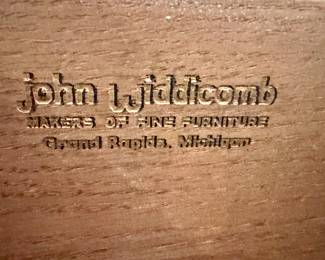 john widdicomb
MAKERS OF FINE FURNITURE
Grand Rapids, Michigan